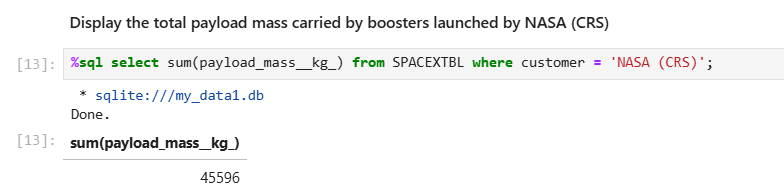 Display the total payload mass carried by boosters launched by NASA (CRS)
[13]: %sql select sum(payload_mass__kg_) from SPACEXTBL where customer = 'NASA (CRS)';
* sqlite:///my_data1.db
Done.
[13]: sum(payload_mass__kg_)
45596